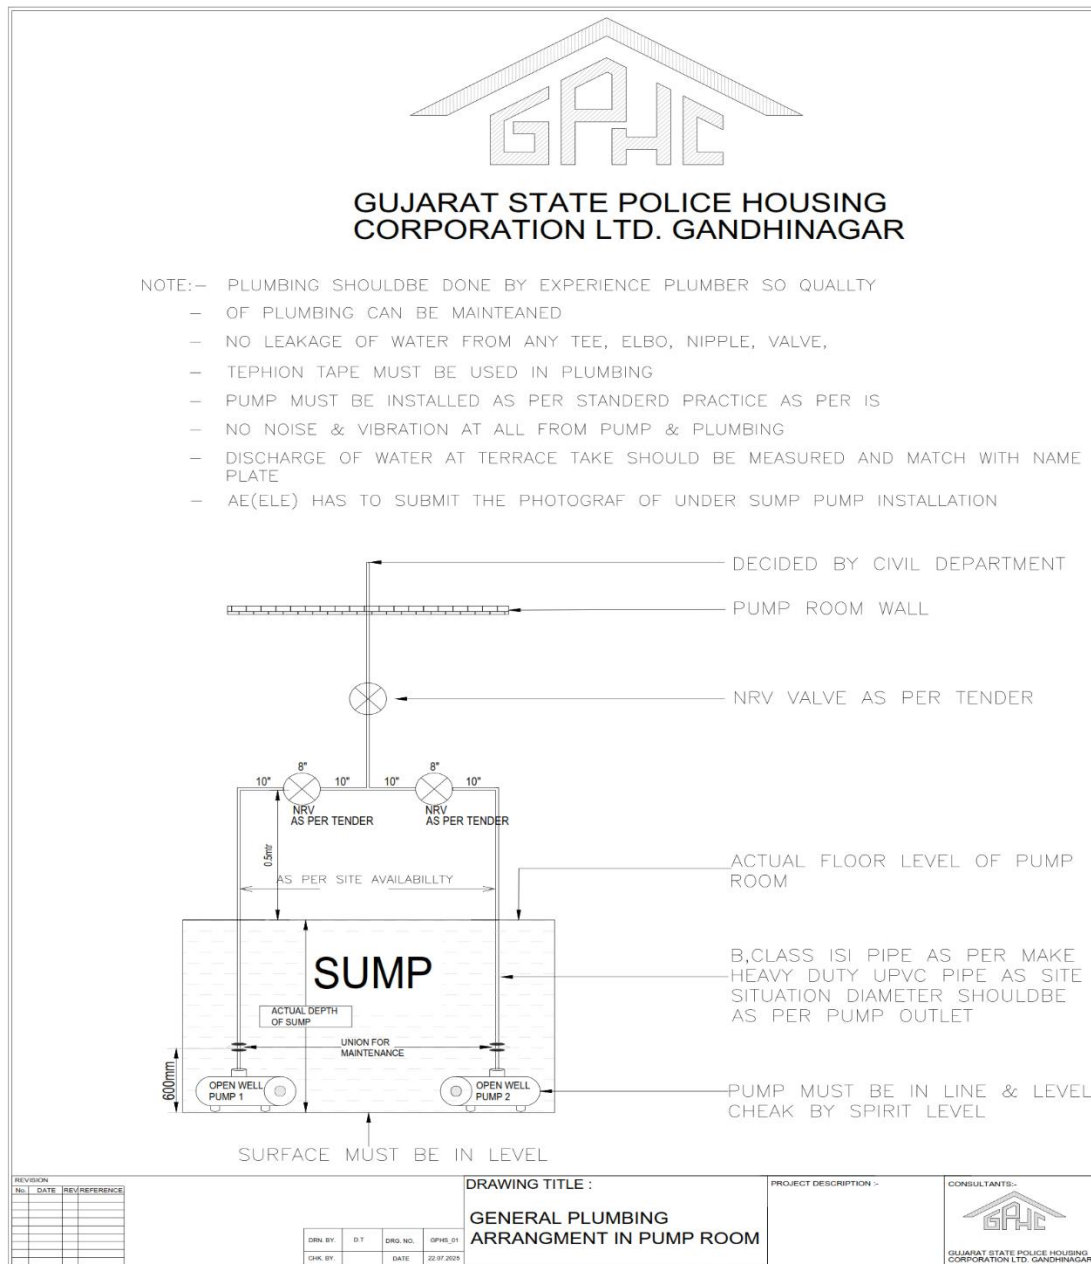 GPHC
GUJARAT STATE POLICE HOUSING
CORPORATION LTD. GANDHINAGAR
NOTE:- PLUMBING SHOULDBE DONE BY EXPERIENCE PLUMBER SO QUALLTY
- OF PLUMBING CAN BE MAINTEANED
- NO LEAKAGE OF WATER FROM ANY TEE, ELBO, NIPPLE, VALVE,
- TEPHION TAPE MUST BE USED IN PLUMBING
- PUMP MUST BE INSTALLED AS PER STANDERD PRACTICE AS PER IS
- NO NOISE & VIBRATION AT ALL FROM PUMP & PLUMBING
- DISCHARGE OF WATER AT TERRACE TAKE SHOULD BE MEASURED AND MATCH WITH NAME
PLATE
- AE(ELE) HAS TO SUBMIT THE PHOTOGRAF OF UNDER SUMP PUMP INSTALLATION
DECIDED BY CIVIL DEPARTMENT
PUMP ROOM WALL
NRV VALVE AS PER TENDER
8" 8"
10" 10" 10" 10"
NRV
AS PER TENDER
NRV
AS PER TENDER
0.5mtr
AS PER SITE AVAILABILLTY
ACTUAL FLOOR LEVEL OF PUMP
ROOM
SUMP
B,CLASS ISI PIPE AS PER MAKE
HEAVY DUTY UPVC PIPE AS SITE
SITUATION DIAMETER SHOULDBE
AS PER PUMP OUTLET
ACTUAL DEPTH
OF SUMP
UNION FOR
MAINTENANCE
600mm
OPEN WELL
PUMP 1
OPEN WELL
PUMP 2
PUMP MUST BE IN LINE & LEVEL
CHEAK BY SPIRIT LEVEL
SURFACE MUST BE IN LEVEL
REVISION
No. DATE REV REFERENCE
DRN. BY. D.T DRG. NO. GPHS_01
CHK. BY. DATE 22.07.2025
DRAWING TITLE :
GENERAL PLUMBING
ARRANGMENT IN PUMP ROOM
PROJECT DESCRIPTION :-
CONSULTANTS:-
GPHC
GUJARAT STATE POLICE HOUSING
CORPORATION LTD. GANDHINAGAR